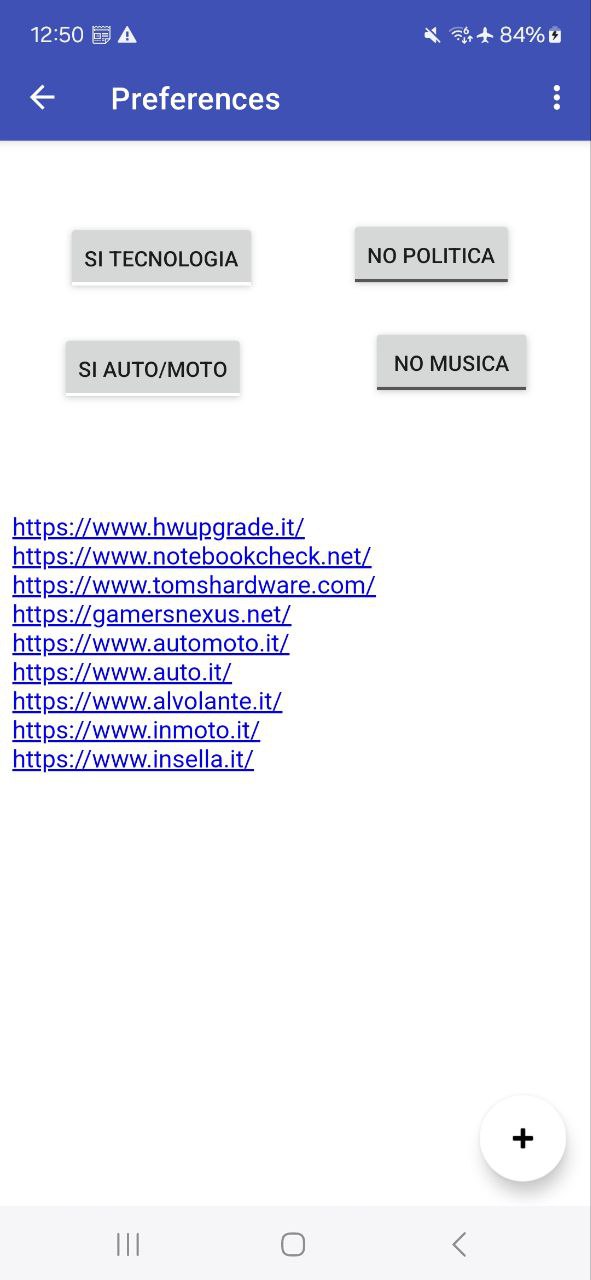 12:50 84%
Preferences
SI TECNOLOGIA NO POLITICA
SI AUTO/MOTO NO MUSICA
https://www.hwupgrade.it/
https://www.notebookcheck.net/
https://www.tomshardware.com/
https://gamersnexus.net/
https://www.automoto.it/
https://www.auto.it/
https://www.alvolante.it/
https://www.inmoto.it/
https://www.insella.it/